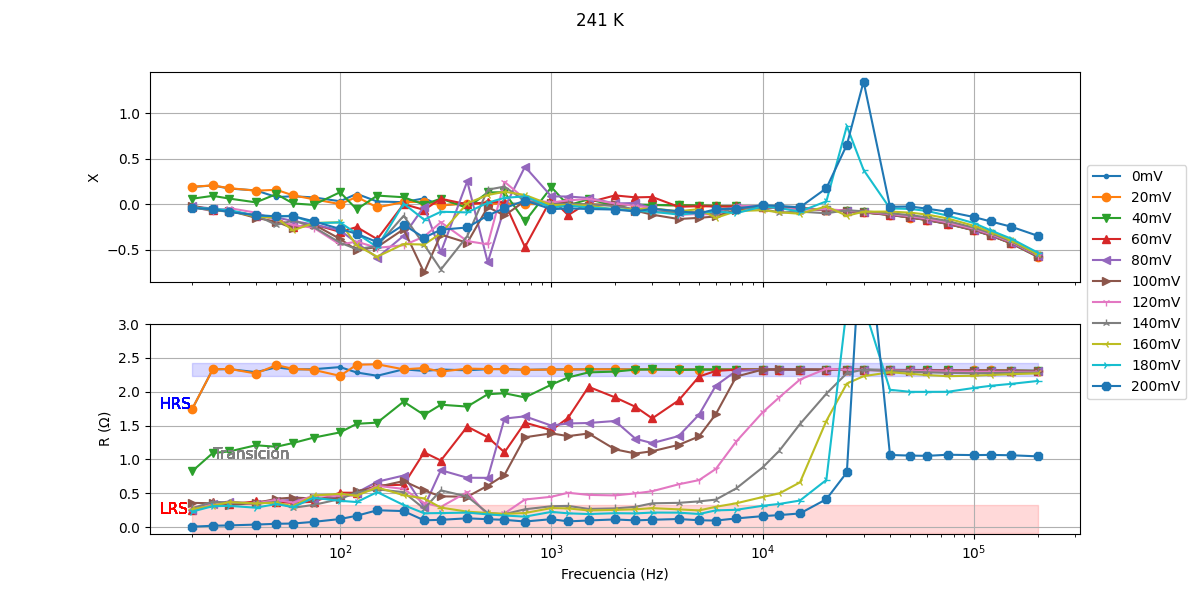 241 K
1.0
0.5
0.0
−0.5
X
3.0
2.5
2.0
1.5
1.0
0.5
0.0
R (Ω)
HRS
Transición
LRS
10²
10³
10⁴
10⁵
Frecuencia (Hz)
0mV
20mV
40mV
60mV
80mV
100mV
120mV
140mV
160mV
180mV
200mV